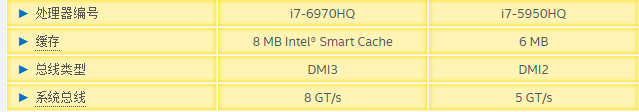 ► 处理器编号 i7-6970HQ i7-5950HQ
► 缓存 8 MB Intel® Smart Cache 6 MB
► 总线类型 DMI3 DMI2
► 系统总线 8 GT/s 5 GT/s